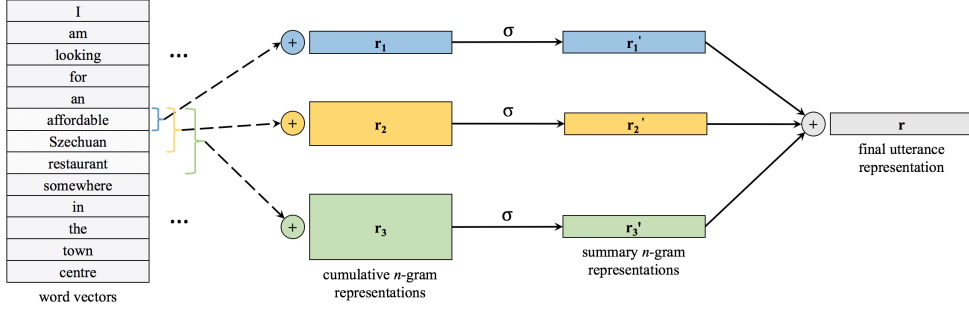 I
am
looking
for
an
affordable
Szechuan
restaurant
somewhere
in
the
town
centre
word vectors
...
...
+
+
+
r1
r2
r3
cumulative n-gram
representations
σ
σ
σ
r1'
r2'
r3'
summary n-gram
representations
+
r
final utterance
representation